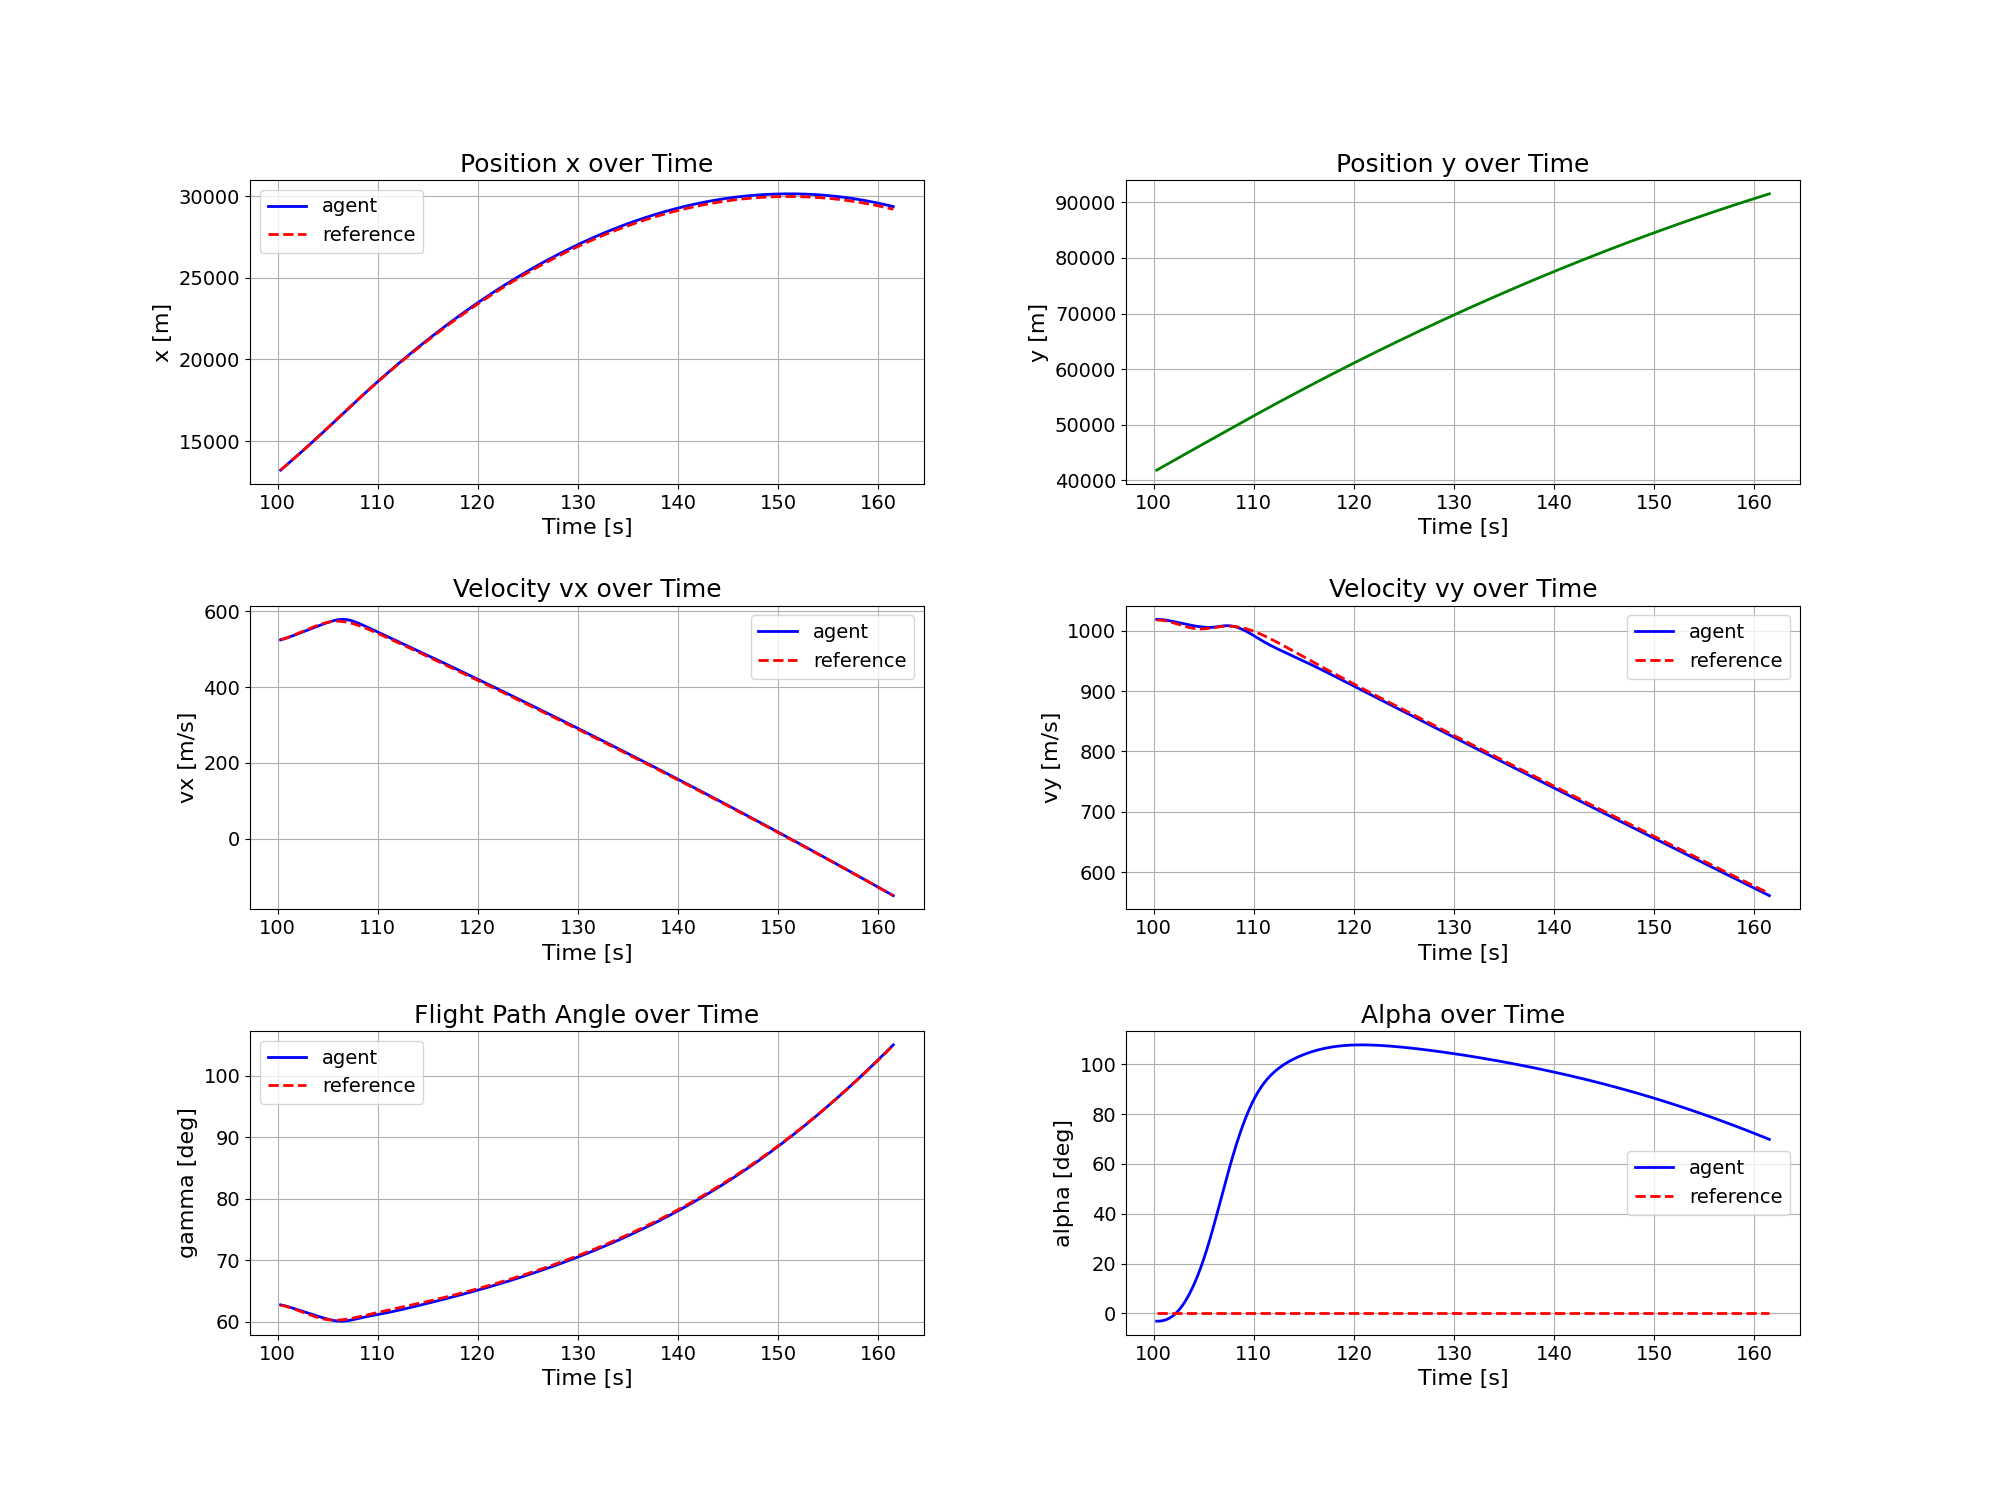 Position x over Time
x [m]
30000
25000
20000
15000
agent
reference
100 110 120 130 140 150 160
Time [s]
Position y over Time
y [m]
90000
80000
70000
60000
50000
40000
100 110 120 130 140 150 160
Time [s]
Velocity vx over Time
vx [m/s]
600
400
200
0
agent
reference
100 110 120 130 140 150 160
Time [s]
Velocity vy over Time
vy [m/s]
1000
900
800
700
600
agent
reference
100 110 120 130 140 150 160
Time [s]
Flight Path Angle over Time
gamma [deg]
100
90
80
70
60
agent
reference
100 110 120 130 140 150 160
Time [s]
Alpha over Time
alpha [deg]
100
80
60
40
20
0
agent
reference
100 110 120 130 140 150 160
Time [s]